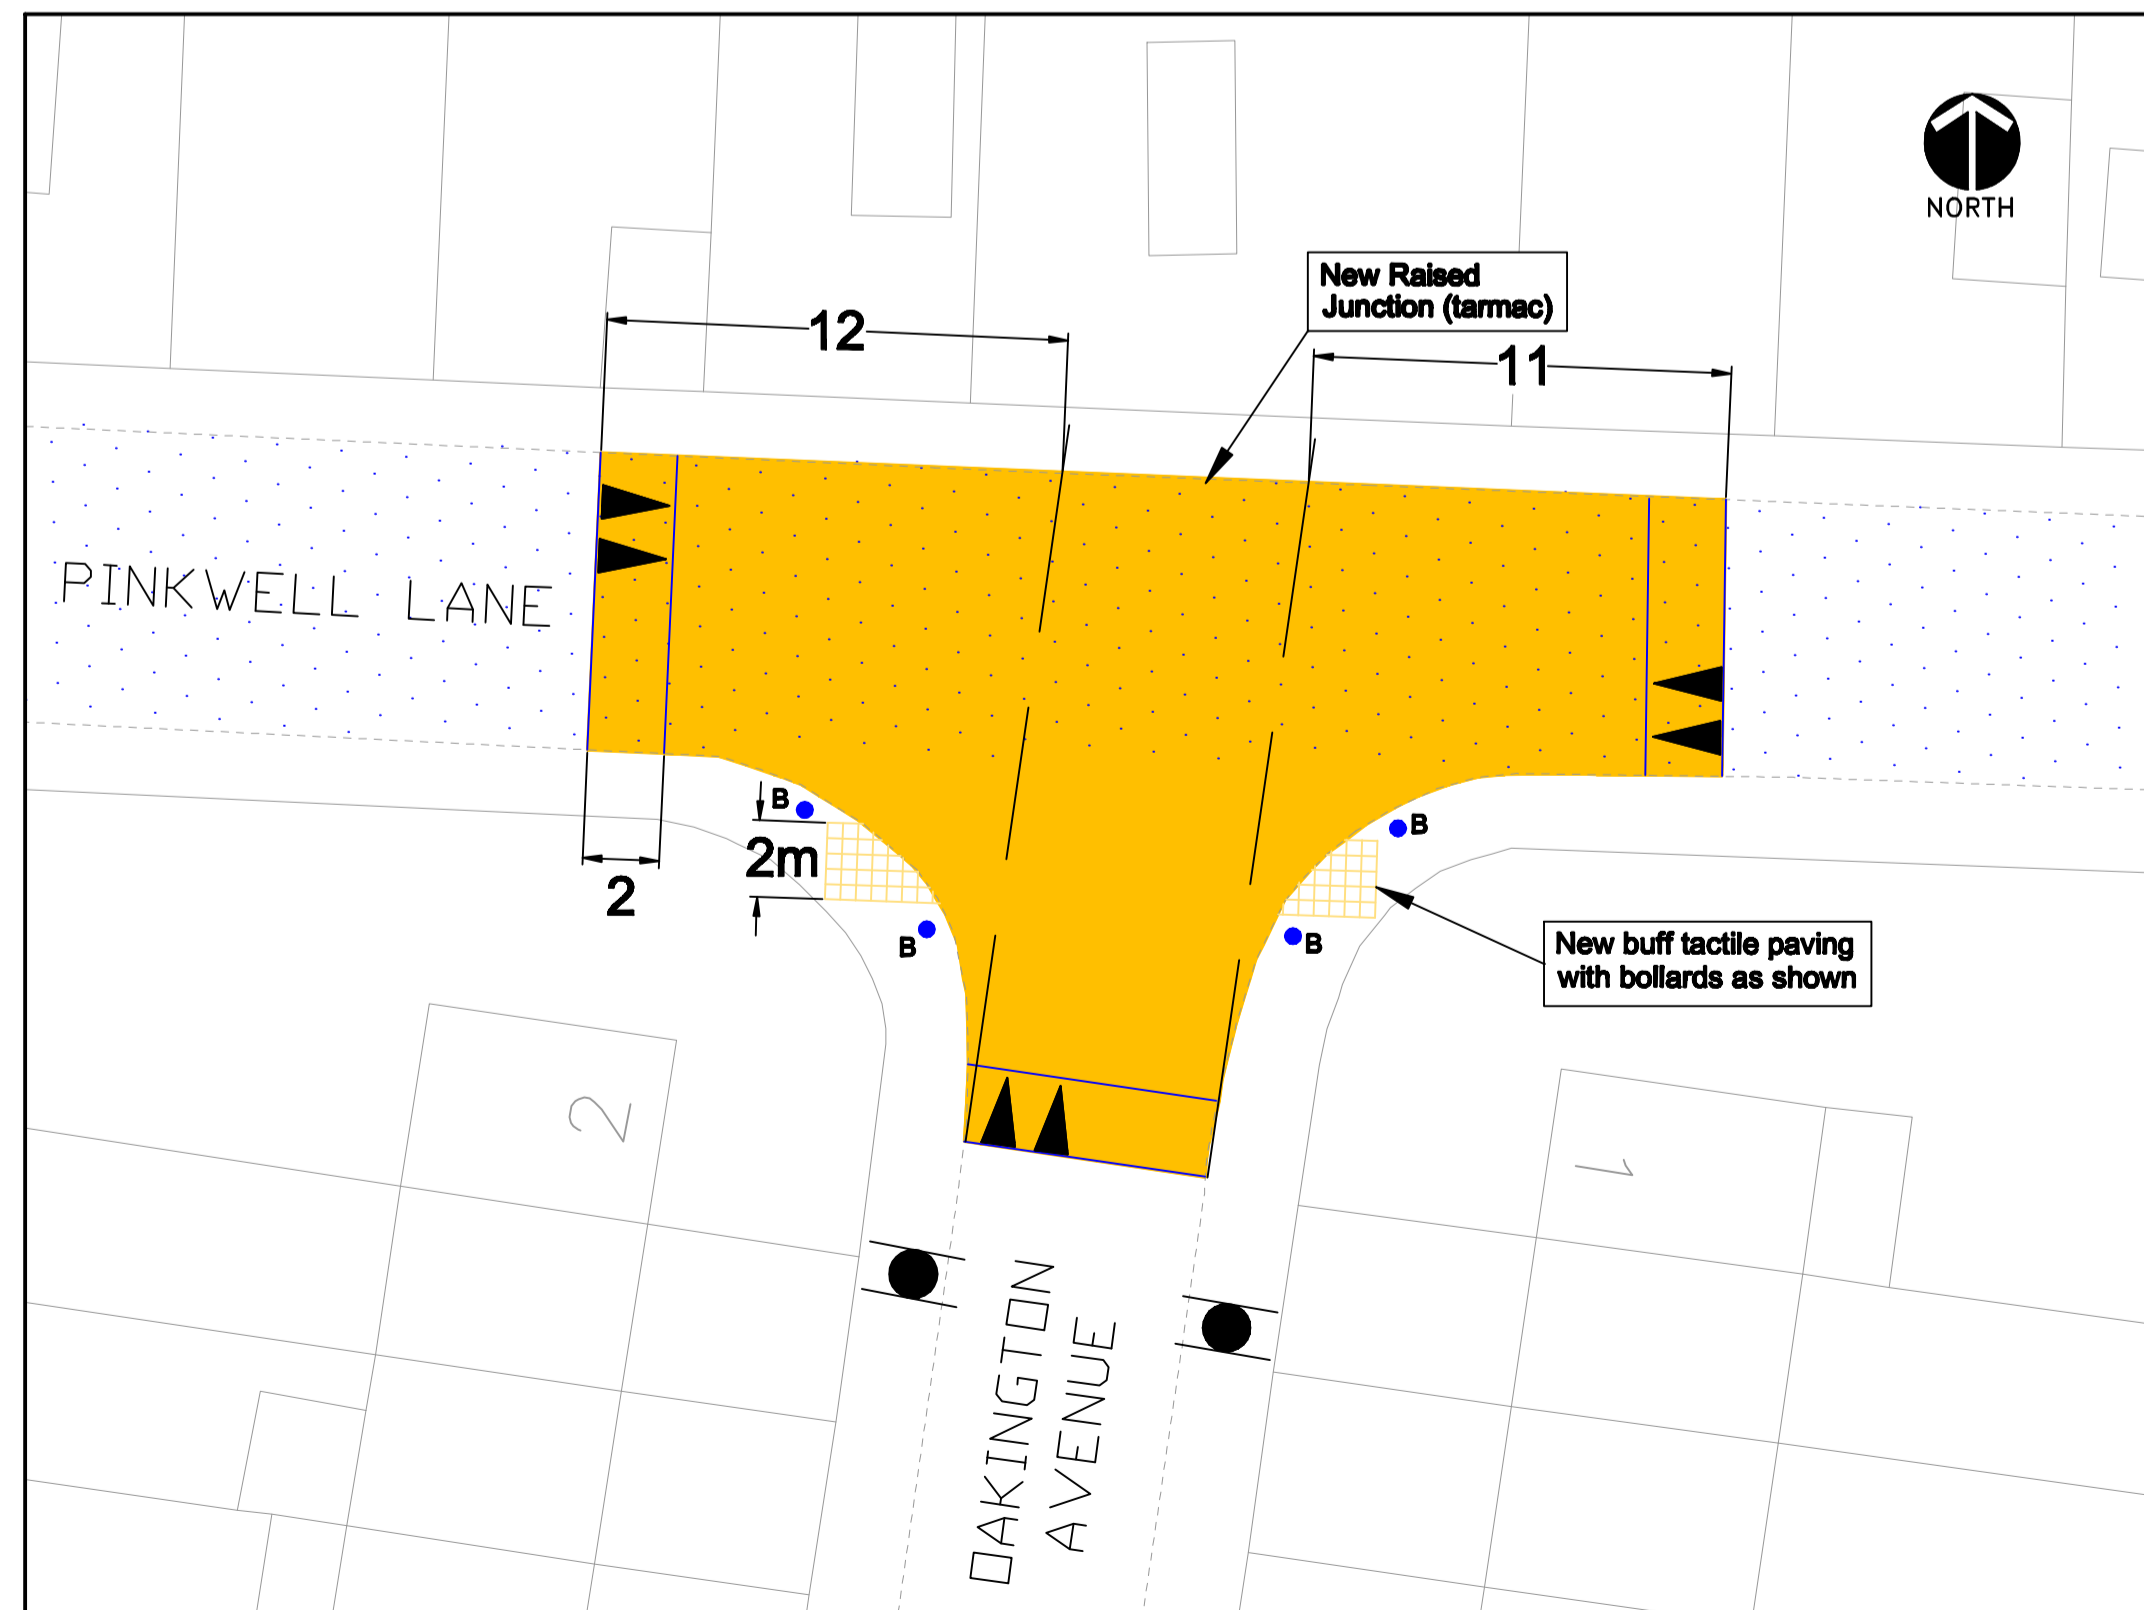 NORTH
New Raised
Junction (tarmac)
12
11
PINKWELL LANE
B
B
2m
2
B
B
New buff tactile paving
with bollards as shown
2
1
OAKINGTON
AVENUE